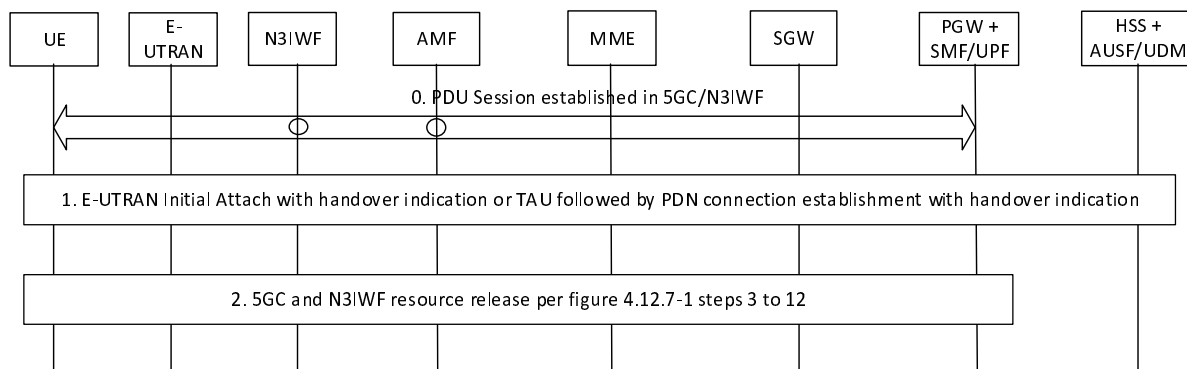 UE
E-
UTRAN
N3IWF
AMF
MME
SGW
PGW +
SMF/UPF
HSS +
AUSF/UDM
0. PDU Session established in 5GC/N3IWF
1. E-UTRAN Initial Attach with handover indication or TAU followed by PDN connection establishment with handover indication
2. 5GC and N3IWF resource release per figure 4.12.7-1 steps 3 to 12